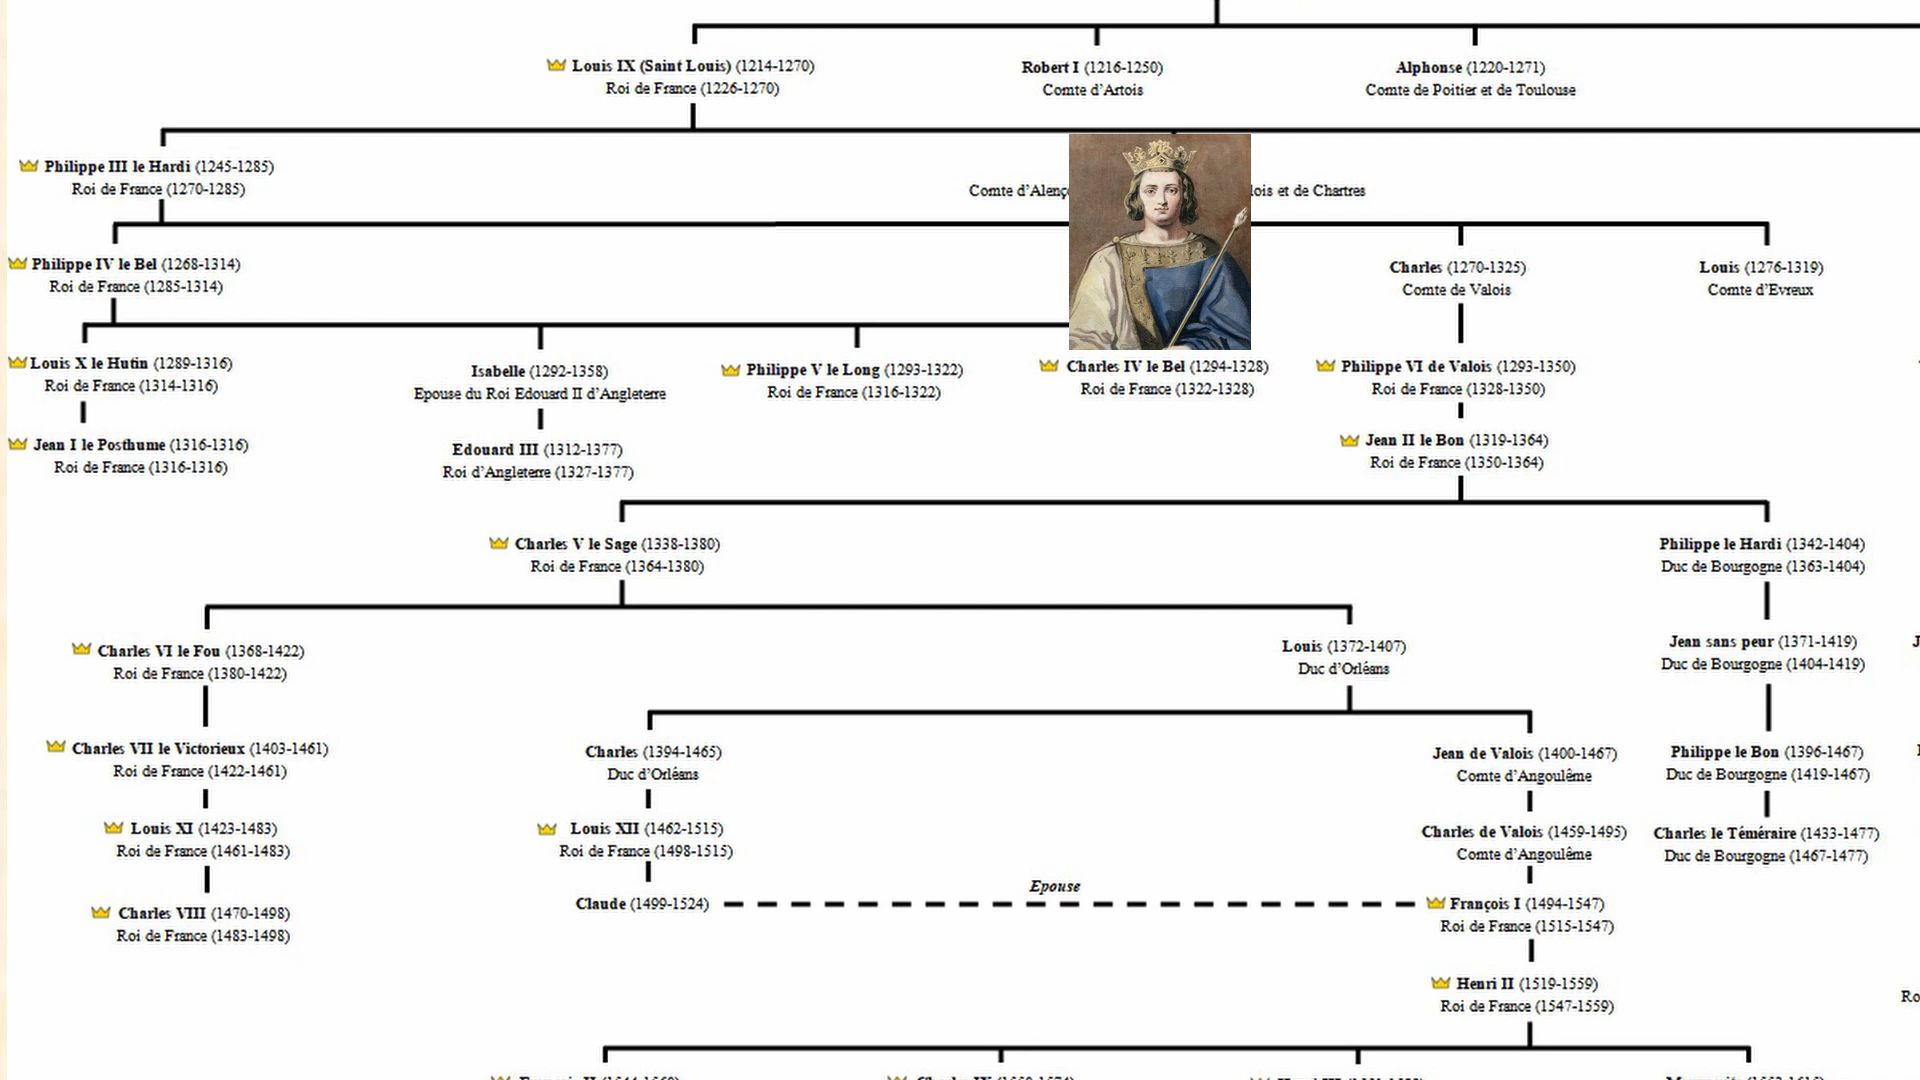 Louis IX (Saint Louis) (1214-1270)
Roi de France (1226-1270)
Robert I (1216-1250)
Comte d’Artois
Alphonse (1220-1271)
Comte de Poitier et de Toulouse
Philippe III le Hardi (1245-1285)
Roi de France (1270-1285)
Comte d’Alenç
lois et de Chartres
Philippe IV le Bel (1268-1314)
Roi de France (1285-1314)
Charles (1270-1325)
Comte de Valois
Louis (1276-1319)
Comte d’Evreux
Louis X le Hutin (1289-1316)
Roi de France (1314-1316)
Isabelle (1292-1358)
Epouse du Roi Edouard II d’Angleterre
Philippe V le Long (1293-1322)
Roi de France (1316-1322)
Charles IV le Bel (1294-1328)
Roi de France (1322-1328)
Philippe VI de Valois (1293-1350)
Roi de France (1328-1350)
Jean I le Posthume (1316-1316)
Roi de France (1316-1316)
Edouard III (1312-1377)
Roi d’Angleterre (1327-1377)
Jean II le Bon (1319-1364)
Roi de France (1350-1364)
Charles V le Sage (1338-1380)
Roi de France (1364-1380)
Philippe le Hardi (1342-1404)
Duc de Bourgogne (1363-1404)
Charles VI le Fou (1368-1422)
Roi de France (1380-1422)
Louis (1372-1407)
Duc d’Orléans
Jean sans peur (1371-1419)
Duc de Bourgogne (1404-1419)
Charles VII le Victorieux (1403-1461)
Roi de France (1422-1461)
Charles (1394-1465)
Duc d’Orléans
Jean de Valois (1400-1467)
Comte d’Angoulême
Philippe le Bon (1396-1467)
Duc de Bourgogne (1419-1467)
Louis XI (1423-1483)
Roi de France (1461-1483)
Louis XII (1462-1515)
Roi de France (1498-1515)
Charles de Valois (1459-1495)
Comte d’Angoulême
Charles le Téméraire (1433-1477)
Duc de Bourgogne (1467-1477)
Epouse
Claude (1499-1524)
François I (1494-1547)
Roi de France (1515-1547)
Charles VIII (1470-1498)
Roi de France (1483-1498)
Henri II (1519-1559)
Roi de France (1547-1559)
Ro